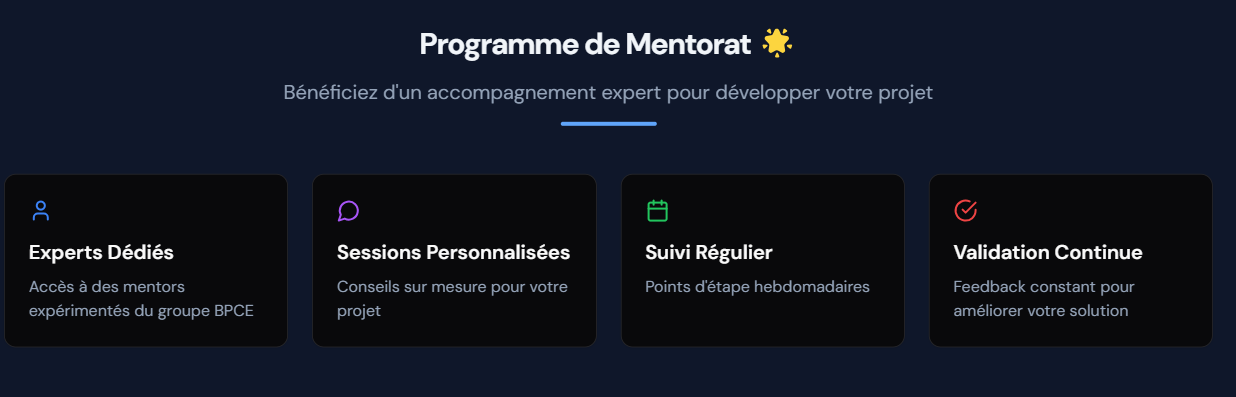 Programme de Mentorat 🌟
Bénéficiez d'un accompagnement expert pour développer votre projet
Experts Dédiés
Accès à des mentors
expérimentés du groupe BPCE
Sessions Personnalisées
Conseils sur mesure pour votre
projet
Suivi Régulier
Points d'étape hebdomadaires
Validation Continue
Feedback constant pour
améliorer votre solution